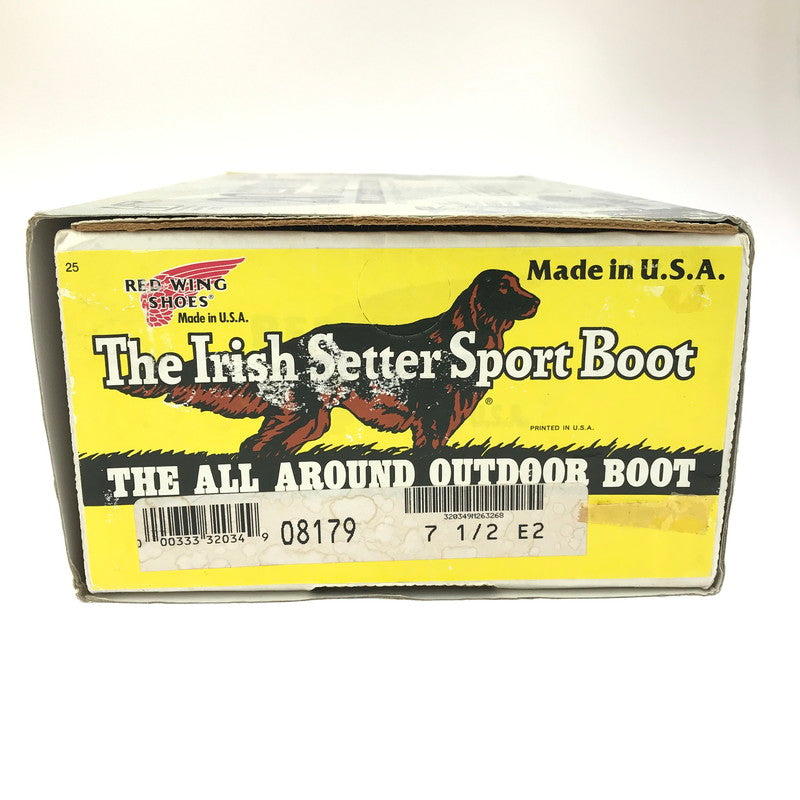 25
RED WING
SHOES®
Made in U.S.A.
Made in U.S.A.
The Irish Setter Sport Boot
®
PRINTED IN U.S.A.
THE ALL AROUND OUTDOOR BOOT
0 00333 32034 9
08179
320349M263268
7 1/2 E2